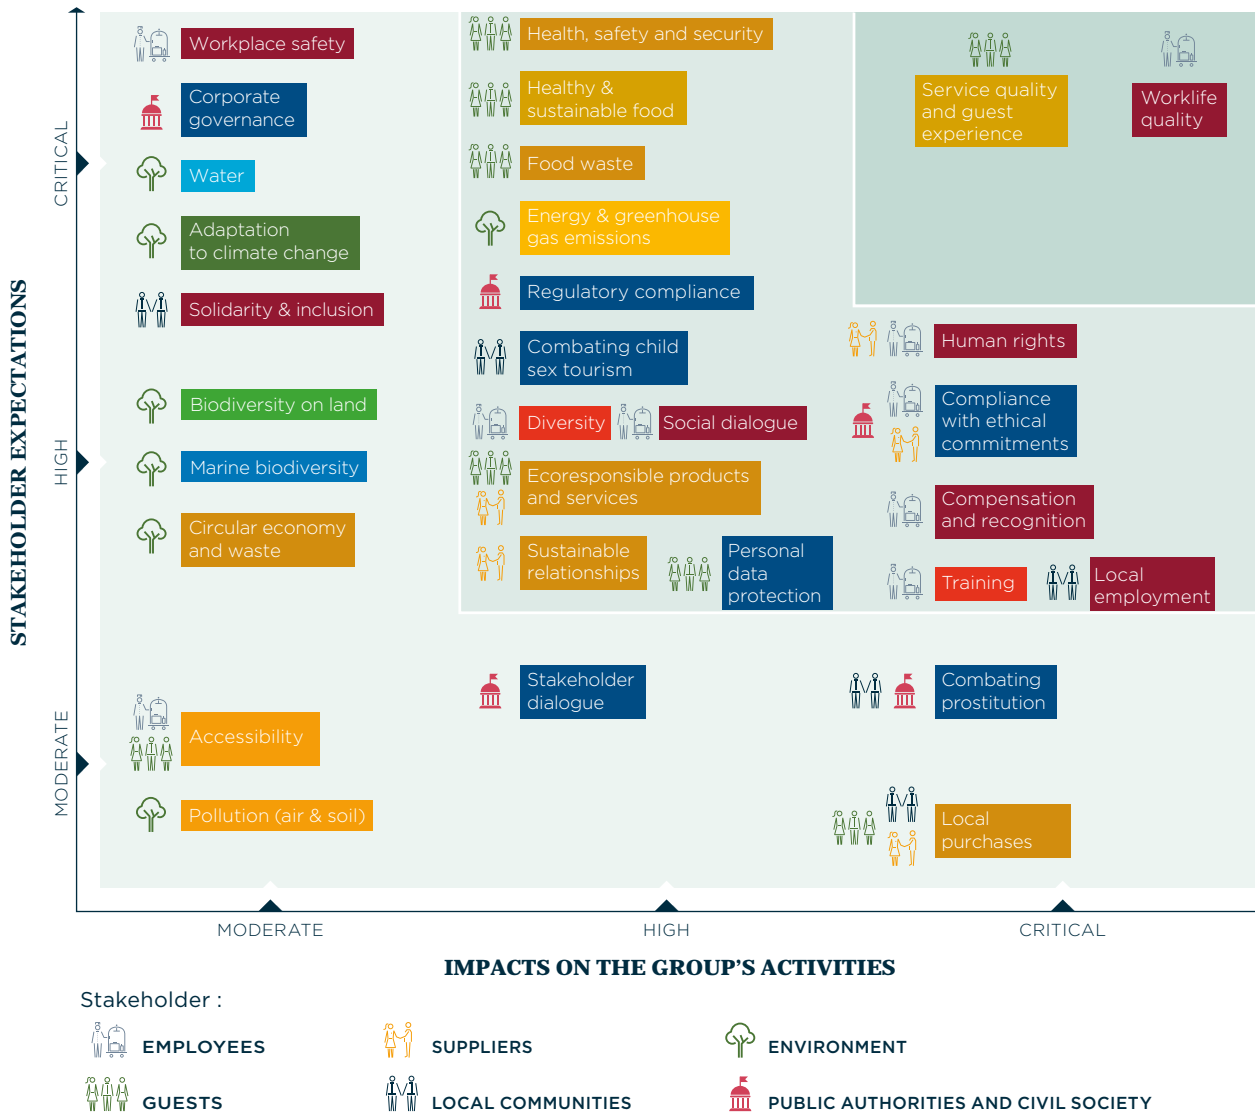 STAKEHOLDER EXPECTATIONS
CRITICAL
HIGH
MODERATE
Workplace safety
Corporate
governance
Water
Adaptation
to climate change
Solidarity & inclusion
Biodiversity on land
Marine biodiversity
Circular economy
and waste
Accessibility
Pollution (air & soil)
Health, safety and security
Healthy &
sustainable food
Food waste
Energy & greenhouse
gas emissions
Regulatory compliance
Combating child
sex tourism
Diversity
Social dialogue
Ecoresponsible products
and services
Sustainable
relationships
Personal
data
protection
Stakeholder
dialogue
Service quality
and guest
experience
Worklife
quality
Human rights
Compliance
with ethical
commitments
Compensation
and recognition
Training
Local
employment
Combating
prostitution
Local
purchases
MODERATE
HIGH
CRITICAL
IMPACTS ON THE GROUP'S ACTIVITIES
Stakeholder :
EMPLOYEES
SUPPLIERS
ENVIRONMENT
GUESTS
LOCAL COMMUNITIES
PUBLIC AUTHORITIES AND CIVIL SOCIETY